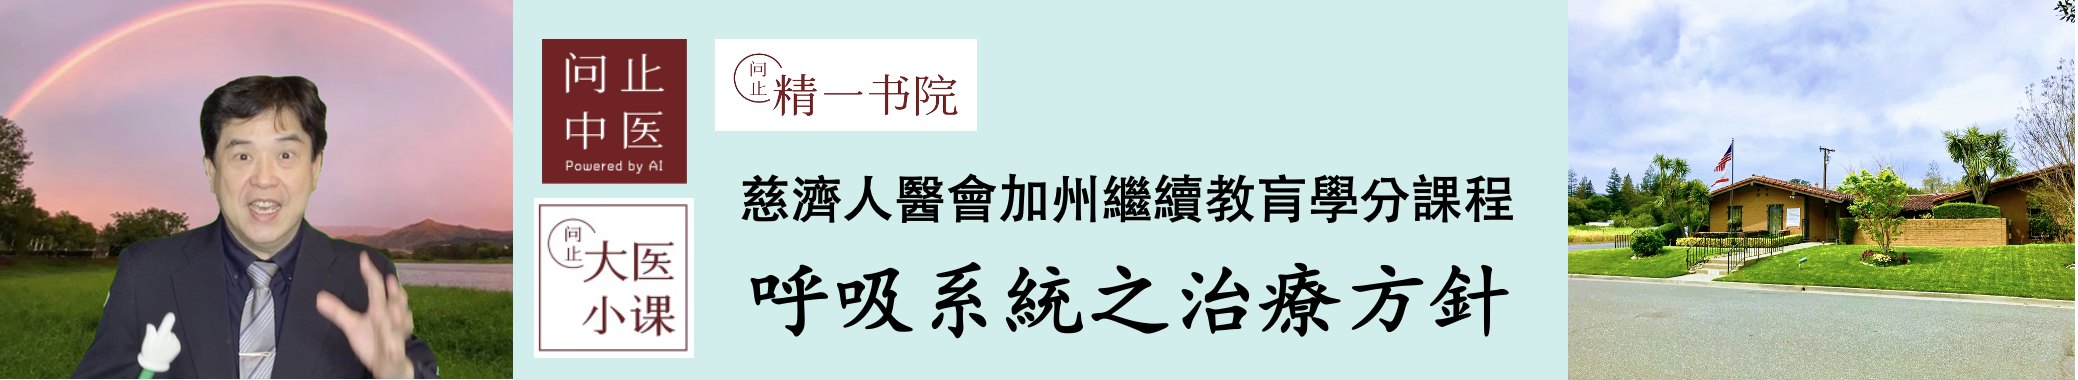 问止
中医
Powered by AI
问止
大医
小课
问止
精一书院
慈濟人醫會加州繼續教育學分課程
呼吸系統之治療方針